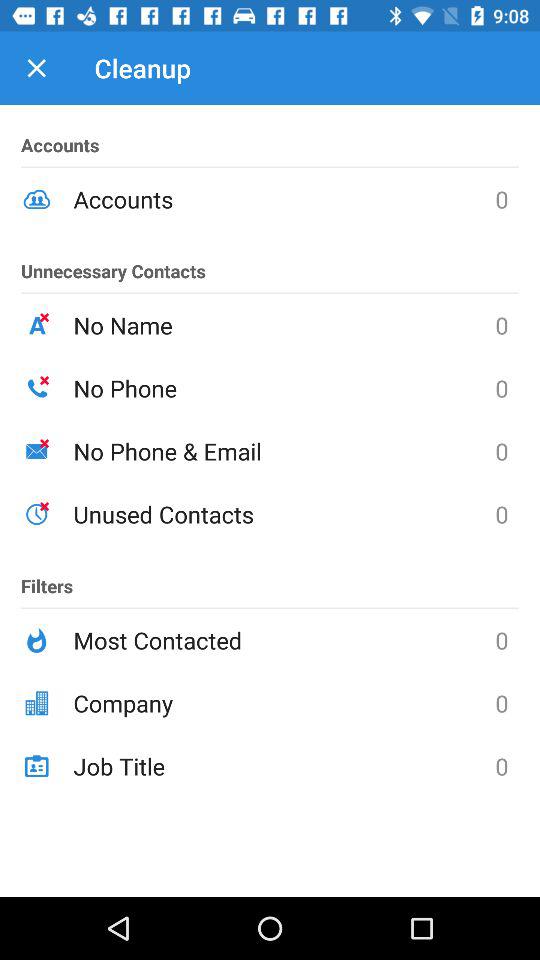 9:08
Cleanup
Accounts
Accounts 0
Unnecessary Contacts
No Name 0
No Phone 0
No Phone & Email 0
Unused Contacts 0
Filters
Most Contacted 0
Company 0
Job Title 0